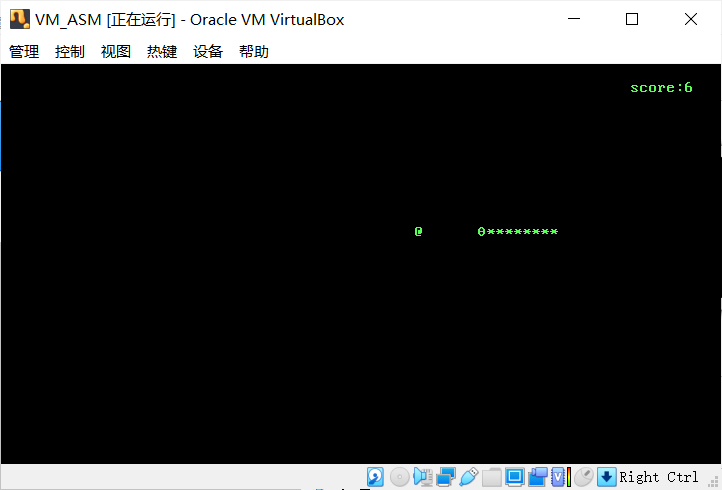 VM_ASM [正在运行] - Oracle VM VirtualBox
管理 控制 视图 热键 设备 帮助
score:6
@ 0********
Right Ctrl